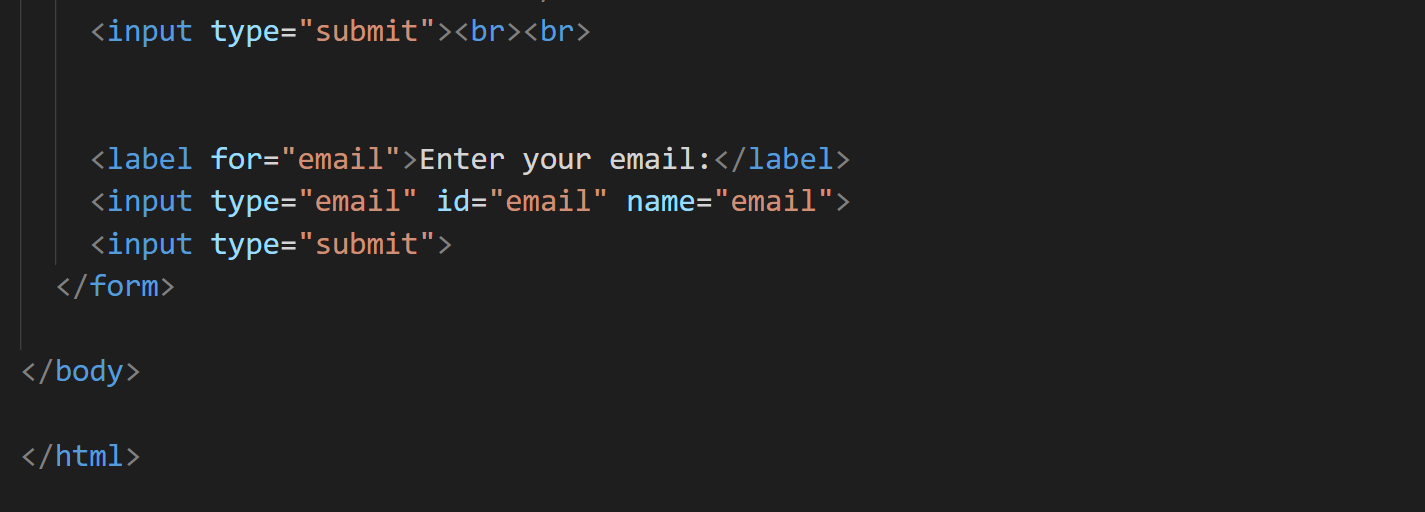 <input type="submit"><br><br>
<label for="email">Enter your email:</label>
<input type="email" id="email" name="email">
<input type="submit">
</form>
</body>
</html>